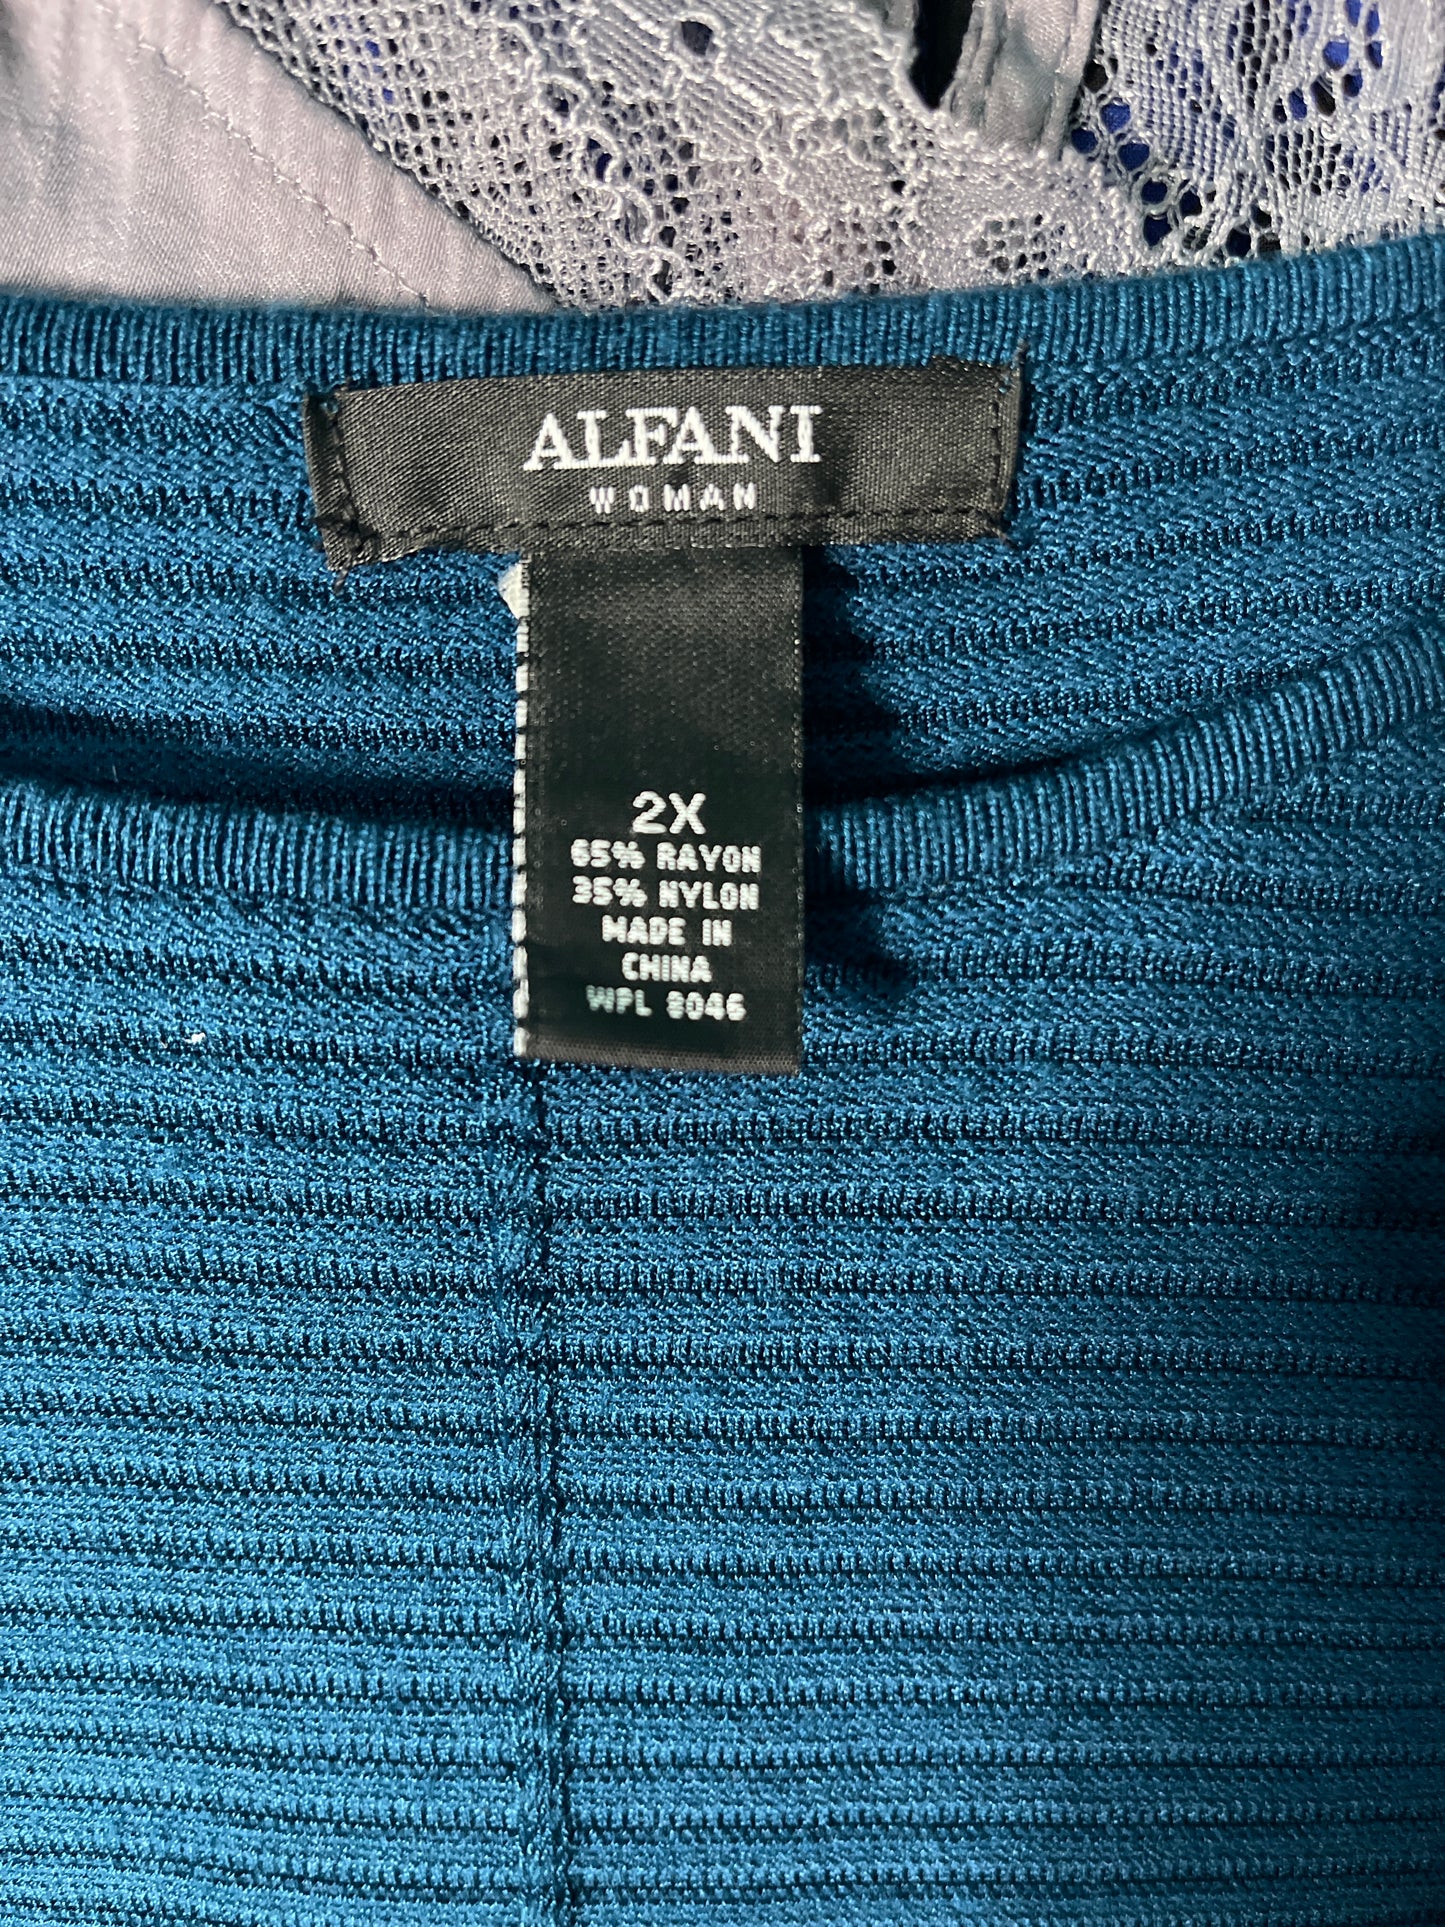 ALFANI
WOMAN
2X
65% RAYON
35% NYLON
MADE IN
CHINA
WPL 8046